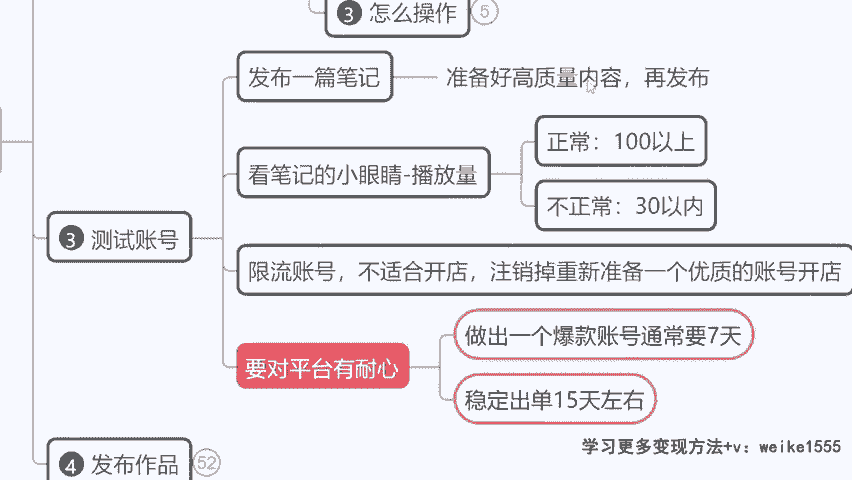 3 怎么操作 5
发布一篇笔记
准备好高质量内容，再发布
看笔记的小眼睛-播放量
正常：100以上
不正常：30以内
3 测试账号
限流账号，不适合开店，注销掉重新准备一个优质的账号开店
要对平台有耐心
做出一个爆款账号通常要7天
稳定出单15天左右
学习更多变现方法+v：weike1555
4 发布作品 52